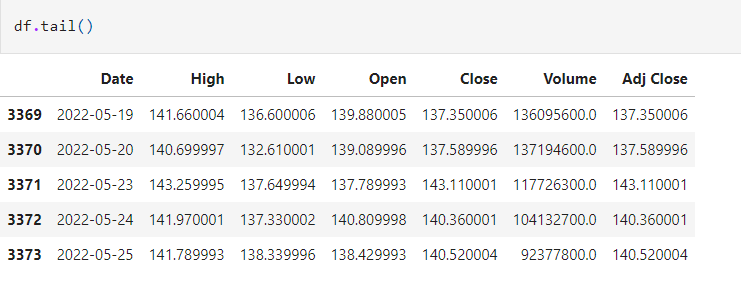 df.tail()
Date High Low Open Close Volume Adj Close
3369 2022-05-19 141.660004 136.600006 139.880005 137.350006 136095600.0 137.350006
3370 2022-05-20 140.699997 132.610001 139.089996 137.589996 137194600.0 137.589996
3371 2022-05-23 143.259995 137.649994 137.789993 143.110001 117726300.0 143.110001
3372 2022-05-24 141.970001 137.330002 140.809998 140.360001 104132700.0 140.360001
3373 2022-05-25 141.789993 138.339996 138.429993 140.520004 92377800.0 140.520004